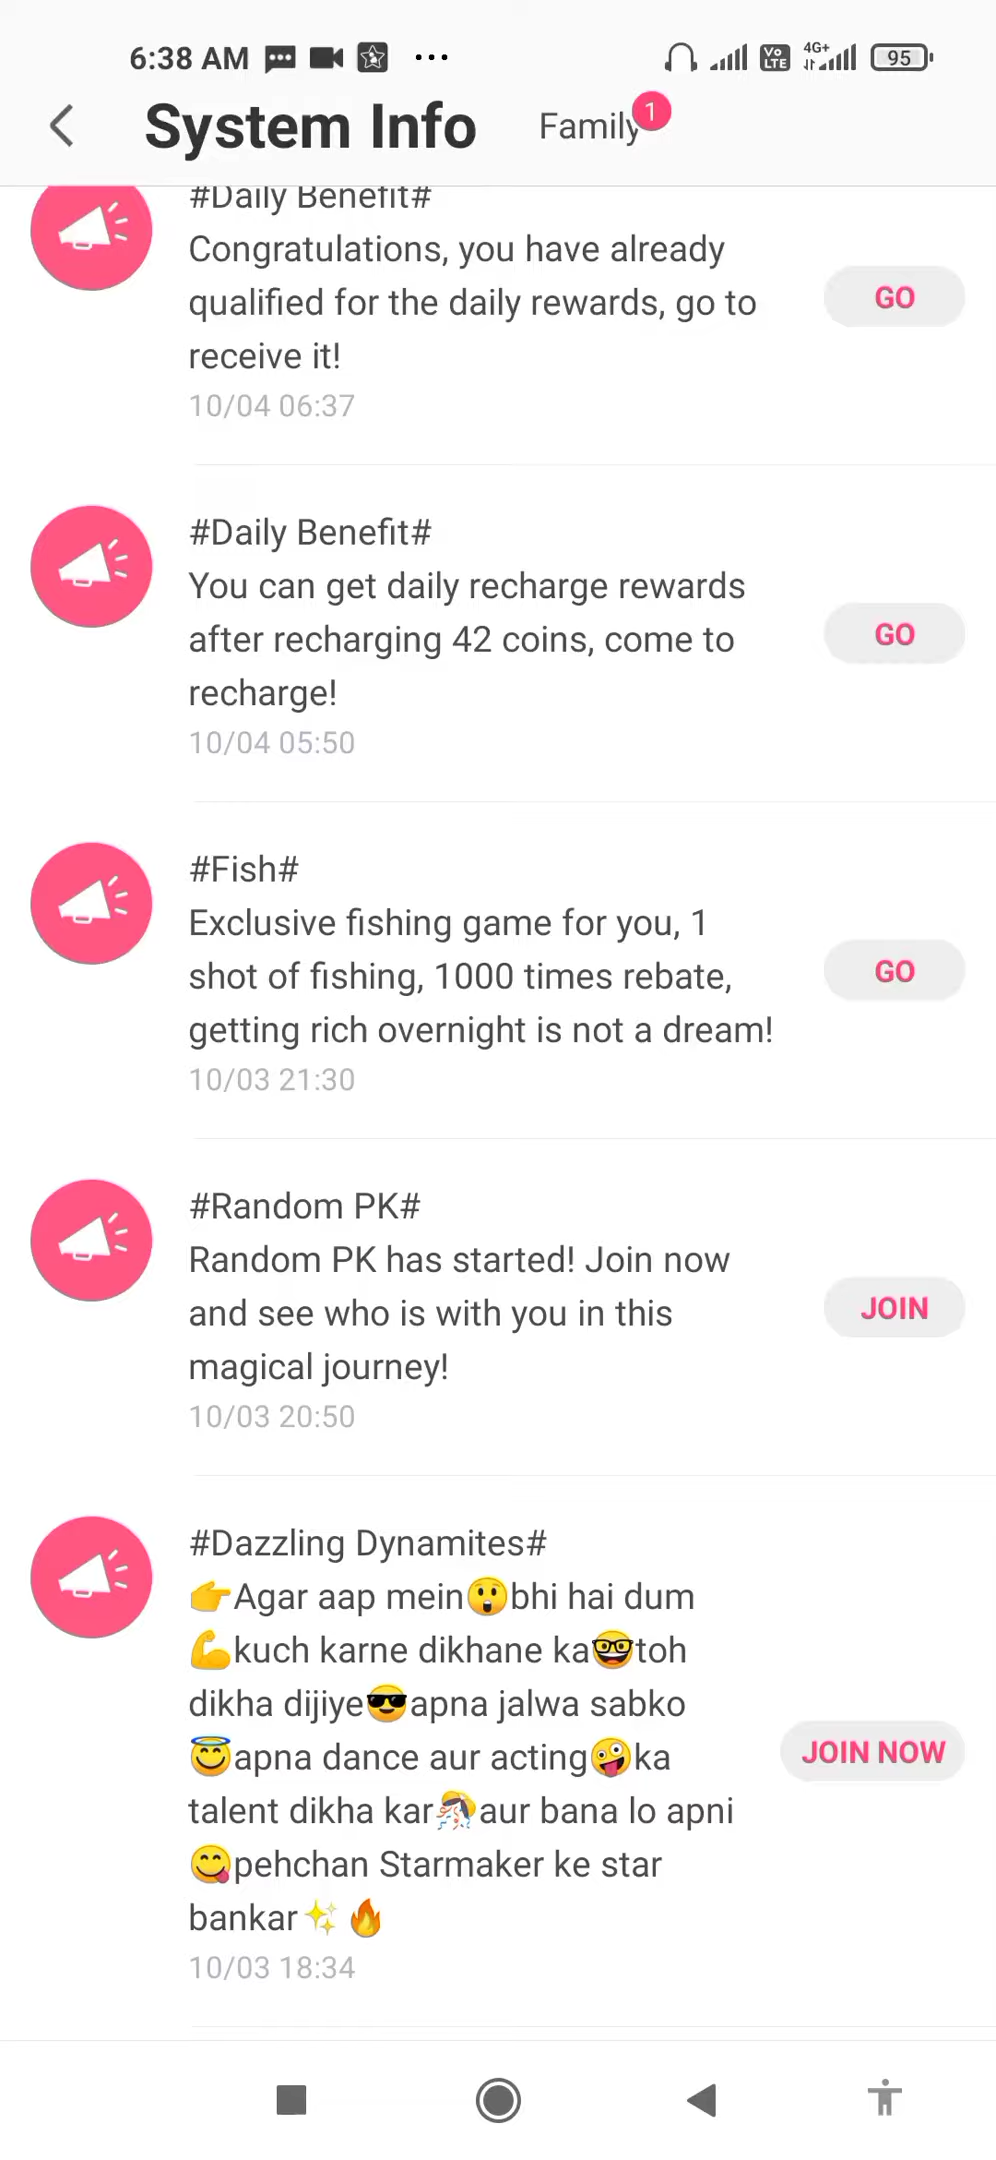 6:38 AM
Vo LTE
4G+
95
System Info
Family
1
#Daily Benefit#
Congratulations, you have already
qualified for the daily rewards, go to
receive it!
GO
10/04 06:37
#Daily Benefit#
You can get daily recharge rewards
after recharging 42 coins, come to
recharge!
GO
10/04 05:50
#Fish#
Exclusive fishing game for you, 1
shot of fishing, 1000 times rebate,
getting rich overnight is not a dream!
GO
10/03 21:30
#Random PK#
Random PK has started! Join now
and see who is with you in this
magical journey!
JOIN
10/03 20:50
#Dazzling Dynamites#
👉Agar aap mein😲bhi hai dum
💪kuch karne dikhane ka🤓toh
dikha dijiye😎apna jalwa sabko
😇apna dance aur acting🤪ka
talent dikha kar🎊aur bana lo apni
😋pehchan Starmaker ke star
bankar✨🔥
JOIN NOW
10/03 18:34